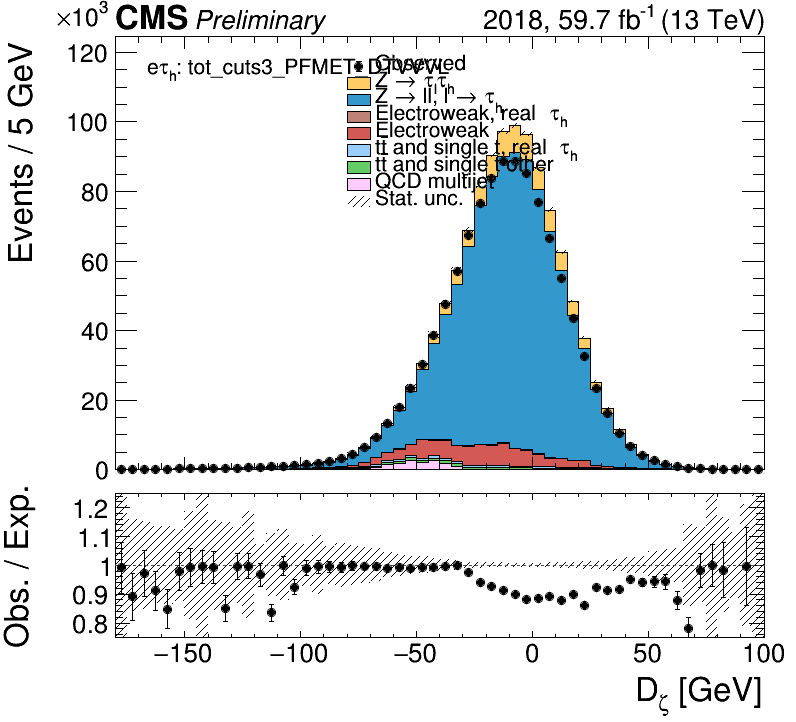 ×10³ CMS Preliminary 2018, 59.7 fb⁻¹ (13 TeV)
eτh: tot_cuts3_PFMET
Observed
Z → τlτh
Z → ll, l → τh
Electroweak, real τh
Electroweak
tt and single t, real τh
tt and single t other
QCD multijet
Stat. unc.
Events / 5 GeV
120
100
80
60
40
20
0
Obs. / Exp.
1.2
1.1
1
0.9
0.8
−150 −100 −50 0 50 100
Dζ [GeV]